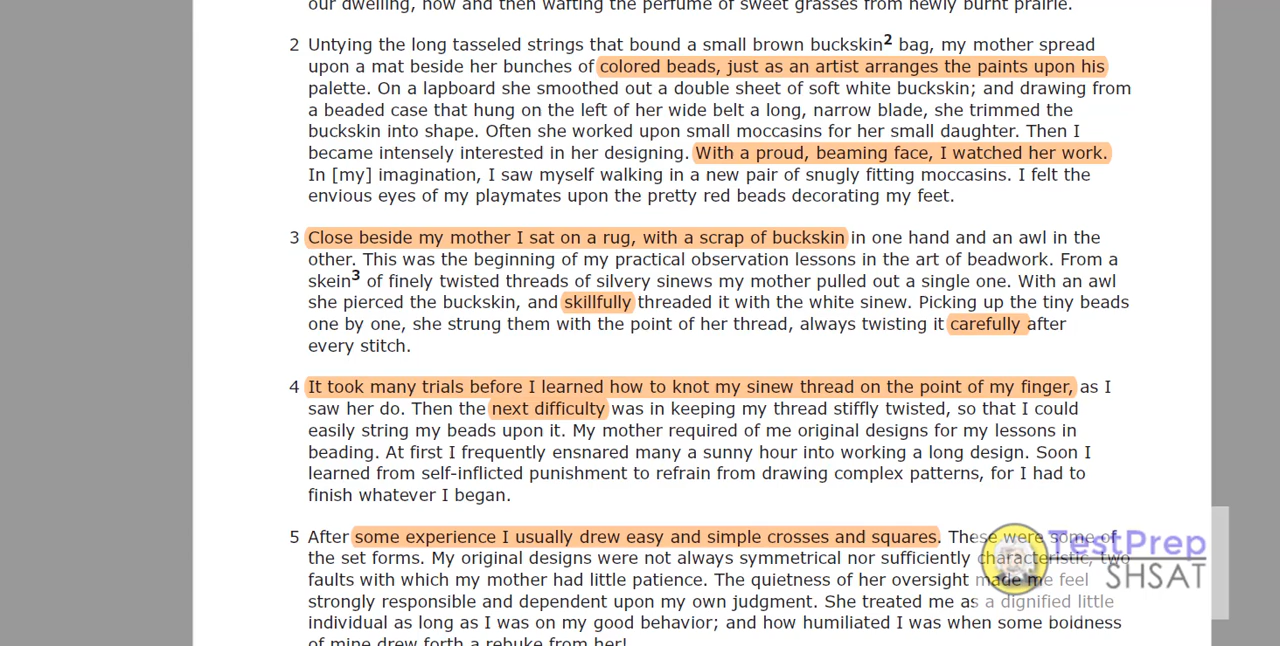 our dwelling, now and then wafting the perfume of sweet grasses from newly burnt prairie.
2 Untying the long tasseled strings that bound a small brown buckskin2 bag, my mother spread
upon a mat beside her bunches of colored beads, just as an artist arranges the paints upon his
palette. On a lapboard she smoothed out a double sheet of soft white buckskin; and drawing from
a beaded case that hung on the left of her wide belt a long, narrow blade, she trimmed the
buckskin into shape. Often she worked upon small moccasins for her small daughter. Then I
became intensely interested in her designing. With a proud, beaming face, I watched her work.
In [my] imagination, I saw myself walking in a new pair of snugly fitting moccasins. I felt the
envious eyes of my playmates upon the pretty red beads decorating my feet.
3 Close beside my mother I sat on a rug, with a scrap of buckskin in one hand and an awl in the
other. This was the beginning of my practical observation lessons in the art of beadwork. From a
skein3 of finely twisted threads of silvery sinews my mother pulled out a single one. With an awl
she pierced the buckskin, and skillfully threaded it with the white sinew. Picking up the tiny beads
one by one, she strung them with the point of her thread, always twisting it carefully after
every stitch.
4 It took many trials before I learned how to knot my sinew thread on the point of my finger, as I
saw her do. Then the next difficulty was in keeping my thread stiffly twisted, so that I could
easily string my beads upon it. My mother required of me original designs for my lessons in
beading. At first I frequently ensnared many a sunny hour into working a long design. Soon I
learned from self-inflicted punishment to refrain from drawing complex patterns, for I had to
finish whatever I began.
5 After some experience I usually drew easy and simple crosses and squares. These were some of
the set forms. My original designs were not always symmetrical nor sufficiently characteristic, two
faults with which my mother had little patience. The quietness of her oversight made me feel
strongly responsible and dependent upon my own judgment. She treated me as a dignified little
individual as long as I was on my good behavior; and how humiliated I was when some boldness
of mine drew forth a rebuke from her!
TestPrep
SHSAT